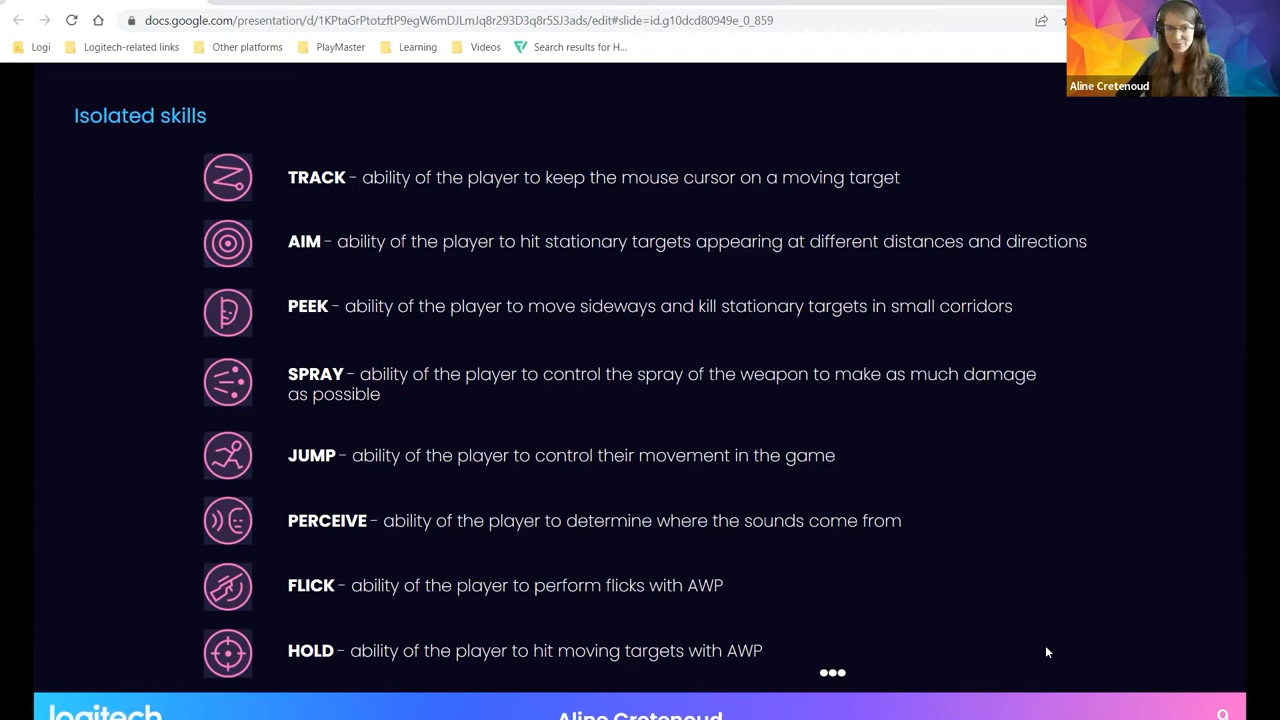 docs.google.com/presentation/d/1KPtaGrPtotzftP9egW6mDJLmJq8r293D3q8r5SJ3ads/edit#slide=id.g10dcd80949e_0_859
Logi Logitech-related links Other platforms PlayMaster Learning Videos Search results for H...
Aline Cretenoud
Isolated skills
TRACK - ability of the player to keep the mouse cursor on a moving target
AIM - ability of the player to hit stationary targets appearing at different distances and directions
PEEK - ability of the player to move sideways and kill stationary targets in small corridors
SPRAY - ability of the player to control the spray of the weapon to make as much damage
as possible
JUMP - ability of the player to control their movement in the game
PERCEIVE - ability of the player to determine where the sounds come from
FLICK - ability of the player to perform flicks with AWP
HOLD - ability of the player to hit moving targets with AWP
logitech Aline Cretenoud 9